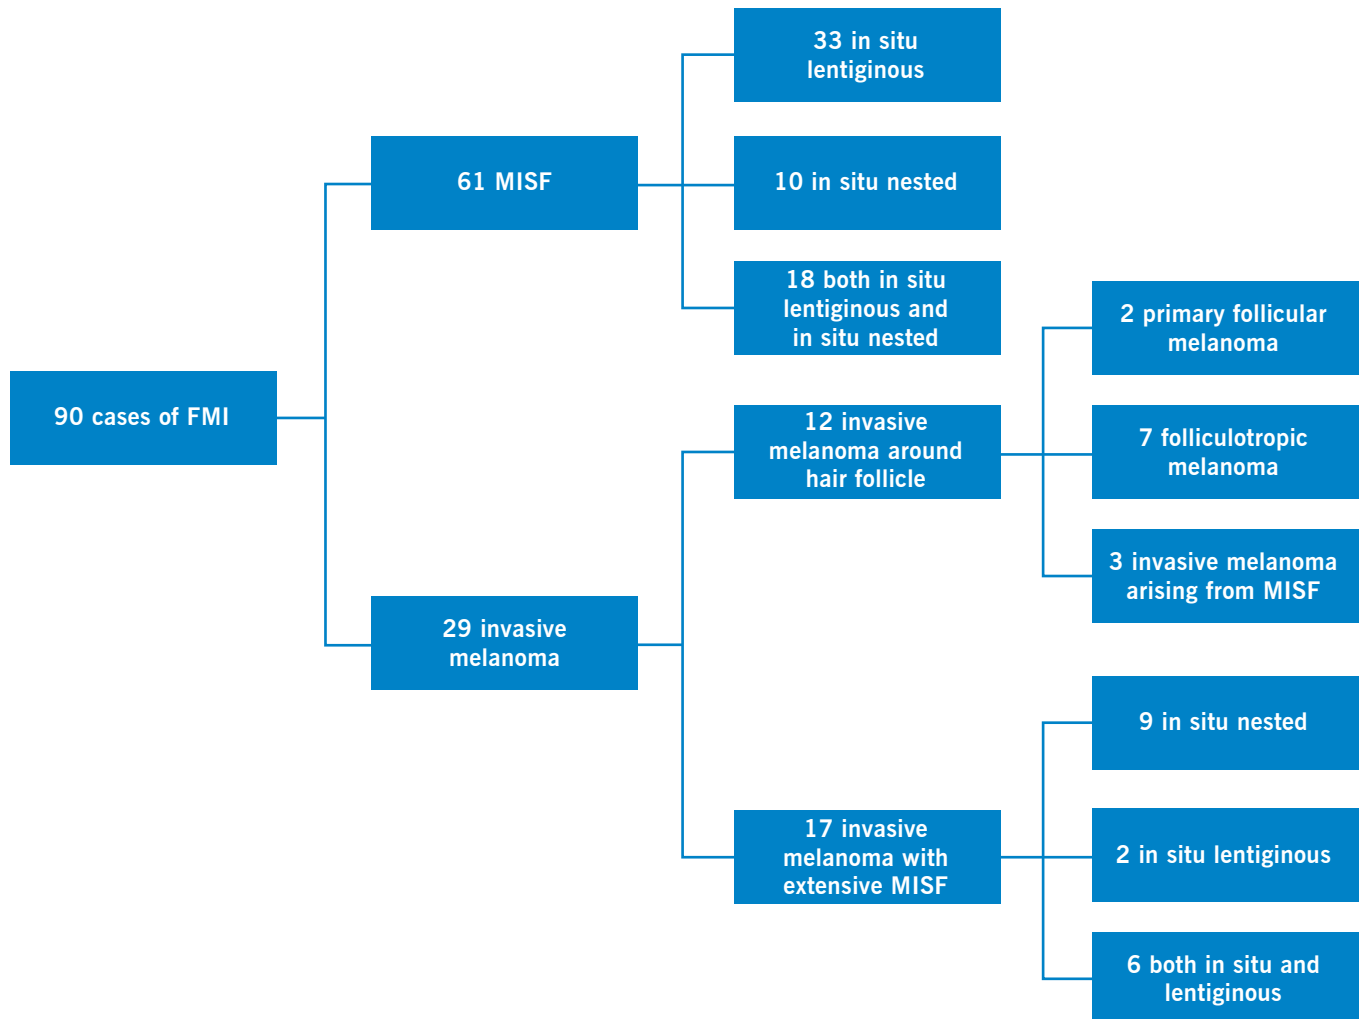 90 cases of FMI
61 MISF
33 in situ
lentiginous
10 in situ nested
18 both in situ
lentiginous and
in situ nested
29 invasive
melanoma
12 invasive
melanoma around
hair follicle
2 primary follicular
melanoma
7 folliculotropic
melanoma
3 invasive melanoma
arising from MISF
17 invasive
melanoma with
extensive MISF
9 in situ nested
2 in situ lentiginous
6 both in situ and
lentiginous